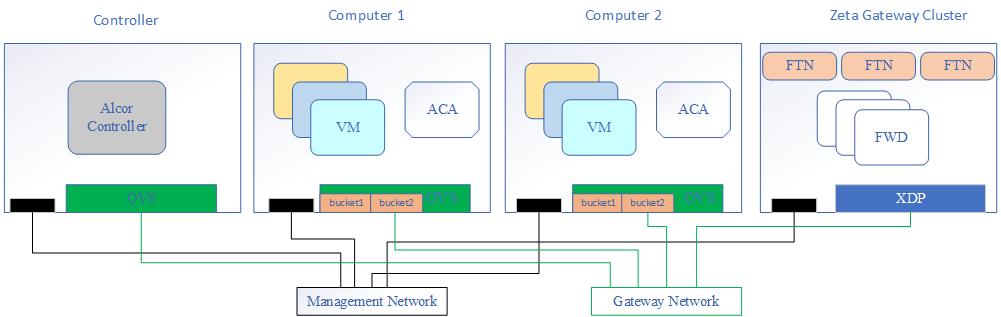 Controller
Computer 1
Computer 2
Zeta Gateway Cluster
Alcor
Controller
OVS
VM
ACA
bucket1
bucket2
OVS
VM
ACA
bucket1
bucket2
OVS
FTN
FTN
FTN
FWD
XDP
Management Network
Gateway Network